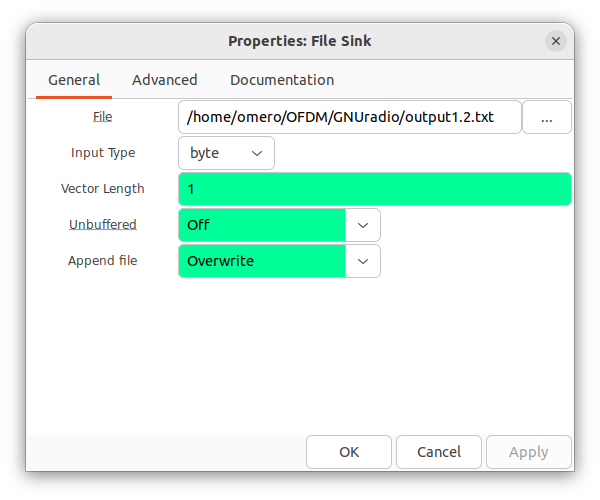 Properties: File Sink
General Advanced Documentation
File /home/omero/OFDM/GNUradio/output1.2.txt ...
Input Type byte
Vector Length 1
Unbuffered Off
Append file Overwrite
OK Cancel Apply